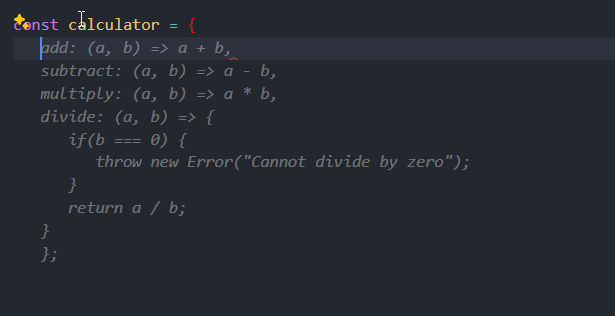 const calculator = {
add: (a, b) => a + b,
subtract: (a, b) => a - b,
multiply: (a, b) => a * b,
divide: (a, b) => {
if(b === 0) {
throw new Error("Cannot divide by zero");
}
return a / b;
}
};